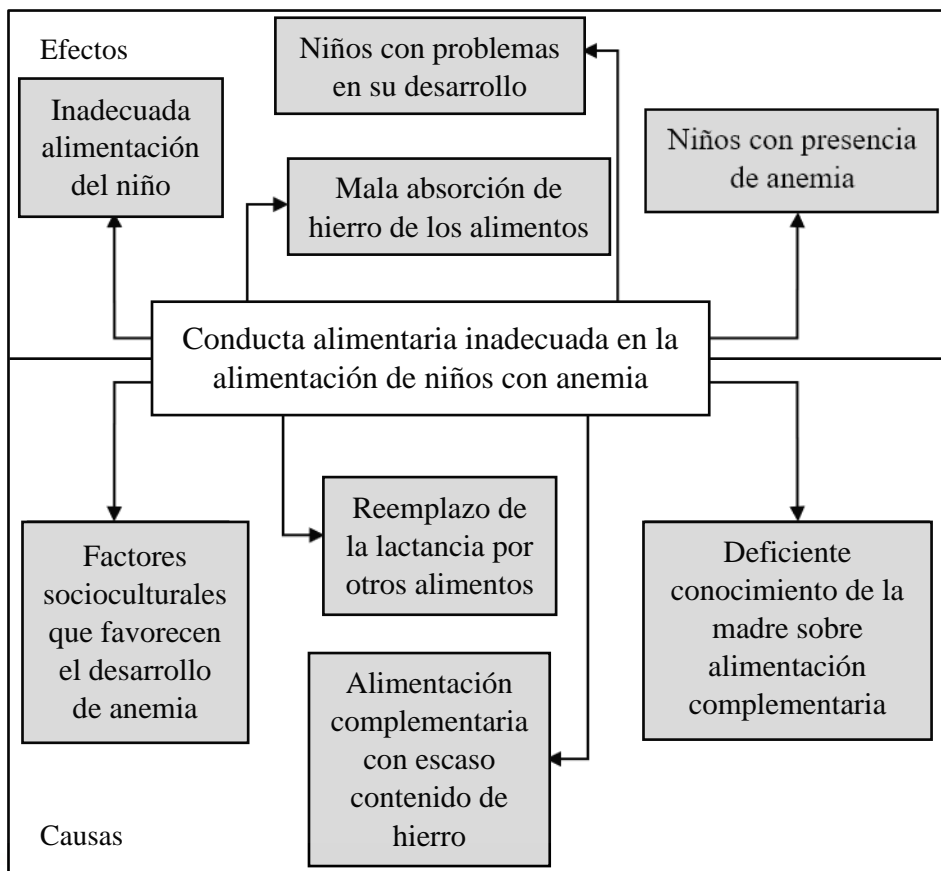 Efectos
Niños con problemas
en su desarrollo
Inadecuada
alimentación
del niño
Mala absorción de
hierro de los alimentos
Niños con presencia
de anemia
Conducta alimentaria inadecuada en la
alimentación de niños con anemia
Factores
socioculturales
que favorecen
el desarrollo
de anemia
Reemplazo de
la lactancia por
otros alimentos
Alimentación
complementaria
con escaso
contenido de
hierro
Deficiente
conocimiento de la
madre sobre
alimentación
complementaria
Causas